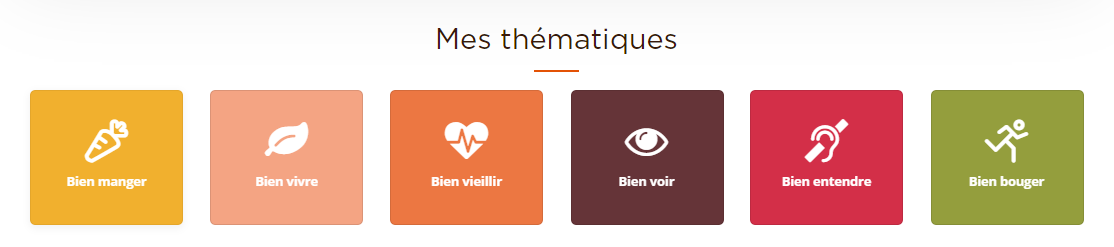 Mes thématiques
Bien manger
Bien vivre
Bien vieillir
Bien voir
Bien entendre
Bien bouger